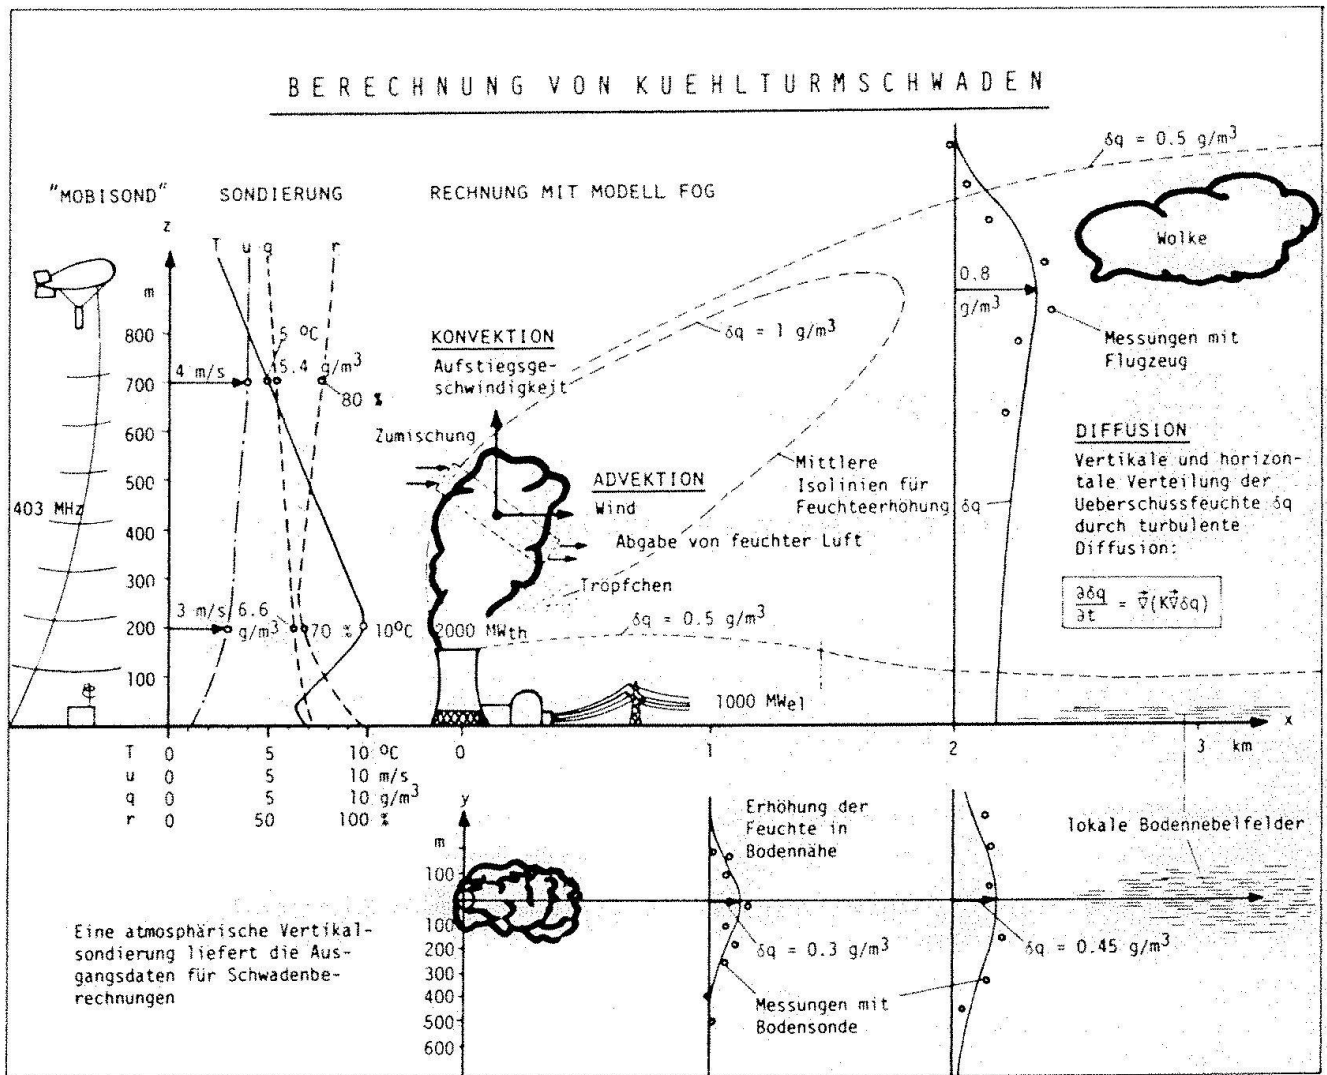 BERECHNUNG VON KUEHLTURMSCHWADEN
"MOBISOND"
SONDIERUNG
RECHNUNG MIT MODELL FOG
z
m
T u q r
800
700
600
500
400
300
200
100
403 MHz
5 °C
5.4 g/m³
4 m/s
80 %
3 m/s
6.6
g/m³
70 %
10°C
2000 MWth
KONVEKTION
Aufstiegsge-
schwindigkeit
Zumischung
ADVEKTION
Wind
Abgabe von feuchter Luft
Tröpfchen
δq = 0.5 g/m³
δq = 1 g/m³
Mittlere
Isolinien für
Feuchteerhöhung δq
1000 MWel
δq = 0.5 g/m³
0.8
g/m³
Wolke
Messungen mit
Flugzeug
DIFFUSION
Vertikale und horizon-
tale Verteilung der
Ueberschussfeuchte δq
durch turbulente
Diffusion:
∂δq/∂t = ∇⃗(K∇⃗δq)
x
0 1 2 3 km
T 0 5 10 °C
u 0 5 10 m/s
q 0 5 10 g/m³
r 0 50 100 %
y
m
100
0
100
200
300
400
500
600
Erhöhung der
Feuchte in
Bodennähe
δq = 0.3 g/m³
Messungen mit
Bodensonde
δq = 0.45 g/m³
lokale Bodennebelfelder
Eine atmosphärische Vertikal-
sondierung liefert die Aus-
gangsdaten für Schwadenbe-
rechnungen